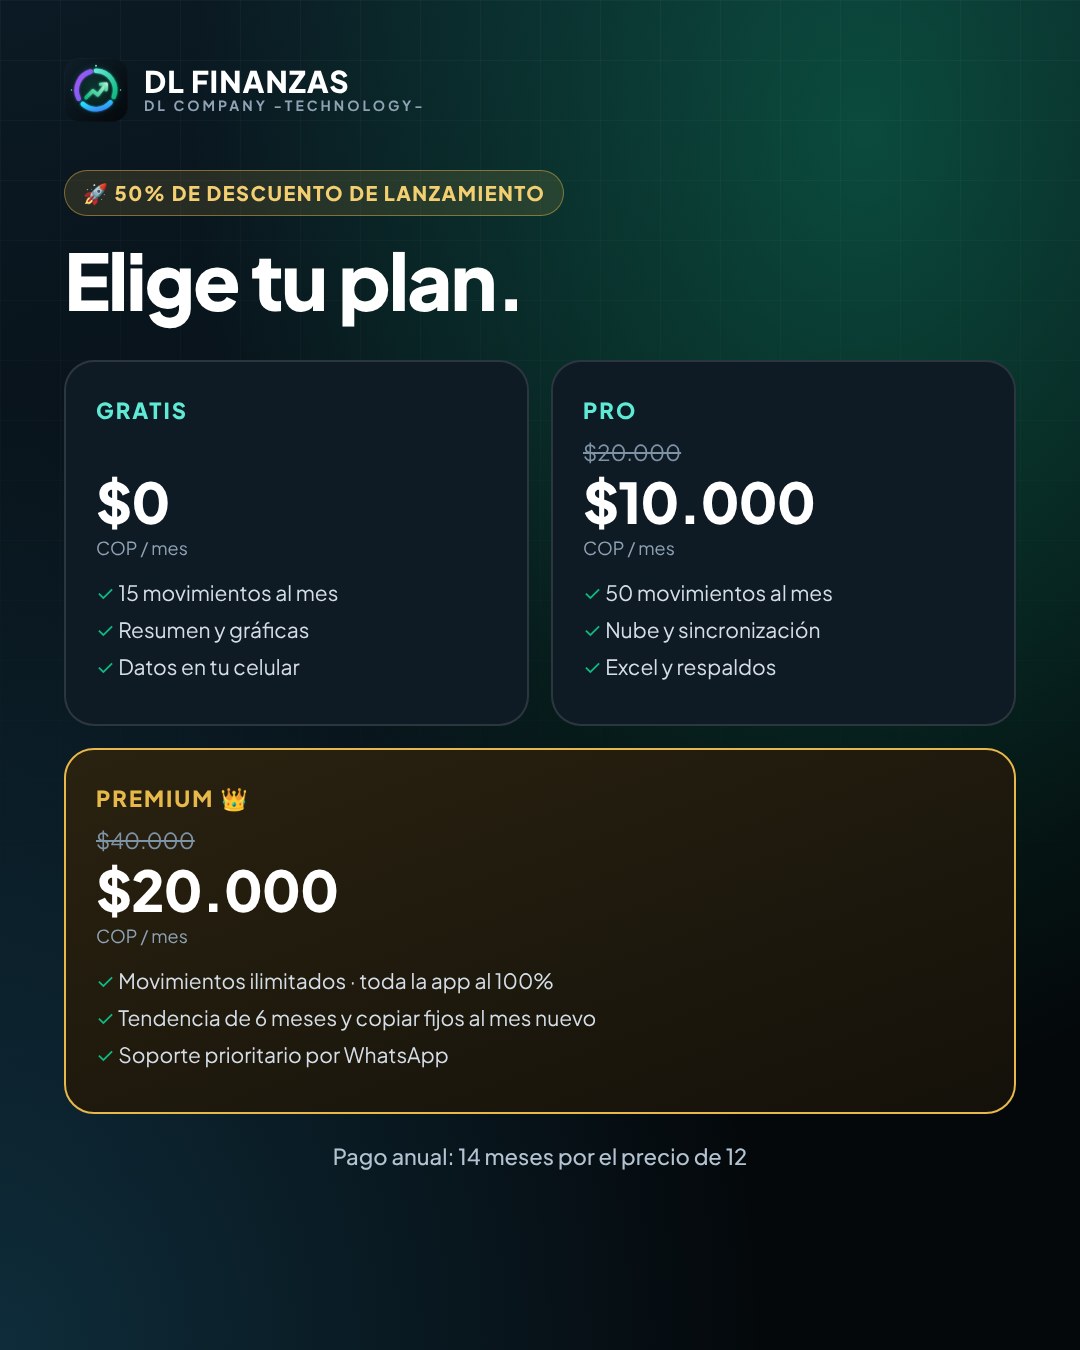 DL FINANZAS
DL COMPANY -TECHNOLOGY-
🚀 50% DE DESCUENTO DE LANZAMIENTO
Elige tu plan.
GRATIS
$0
COP / mes
✓ 15 movimientos al mes
✓ Resumen y gráficas
✓ Datos en tu celular
PRO
$20.000
$10.000
COP / mes
✓ 50 movimientos al mes
✓ Nube y sincronización
✓ Excel y respaldos
PREMIUM 👑
$40.000
$20.000
COP / mes
✓ Movimientos ilimitados · toda la app al 100%
✓ Tendencia de 6 meses y copiar fijos al mes nuevo
✓ Soporte prioritario por WhatsApp
Pago anual: 14 meses por el precio de 12